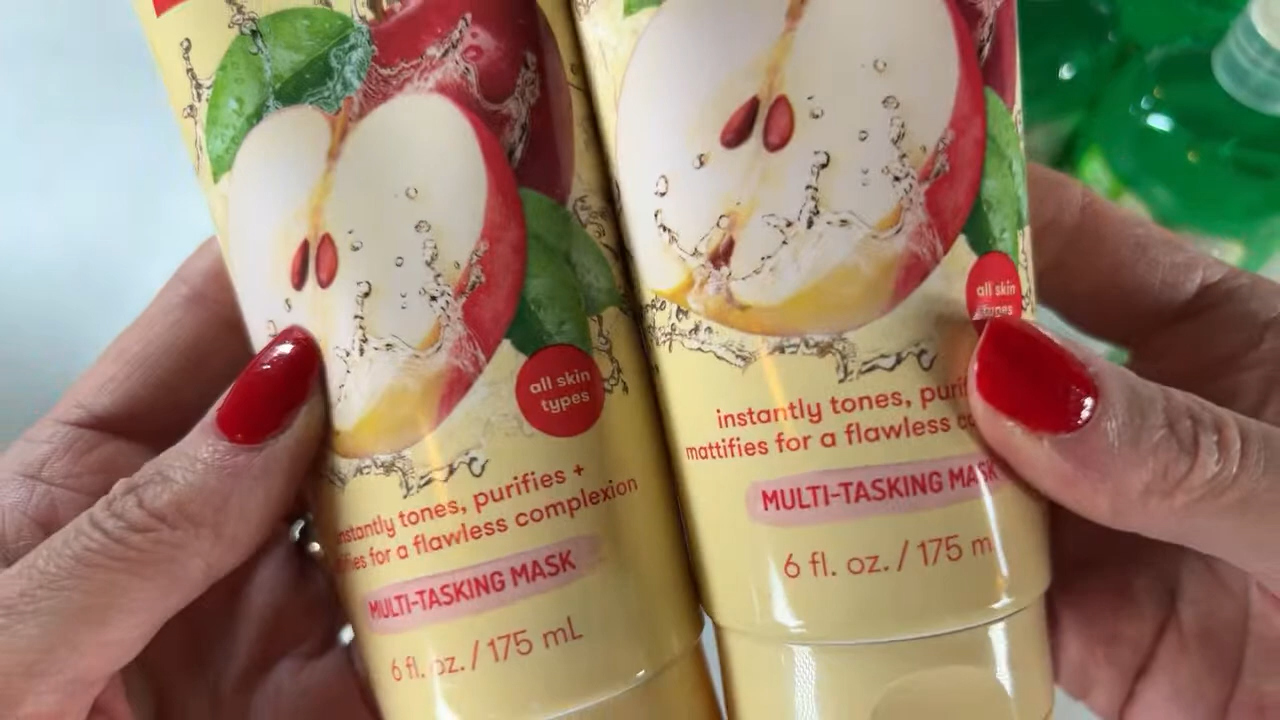 all skin
types
instantly tones, purifies +
for a flawless complexion
MULTI-TASKING MASK
6 fl. oz. / 175 mL
all skin
types
instantly tones,
mattifies for a flawless
MULTI-TASKING MASK
6 fl. oz. / 175 m